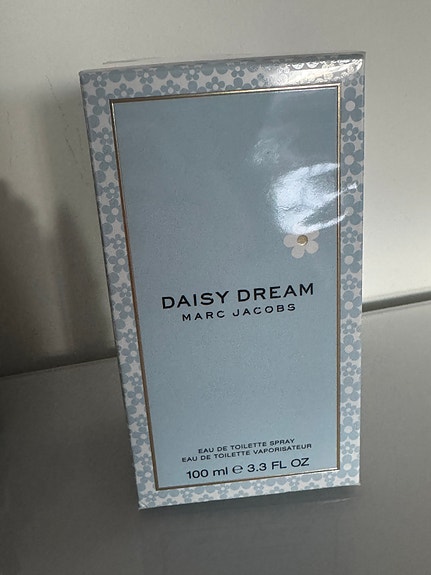 DAISY DREAM
MARC JACOBS
EAU DE TOILETTE SPRAY
EAU DE TOILETTE VAPORISATEUR
100 ml ℮ 3.3 FL OZ